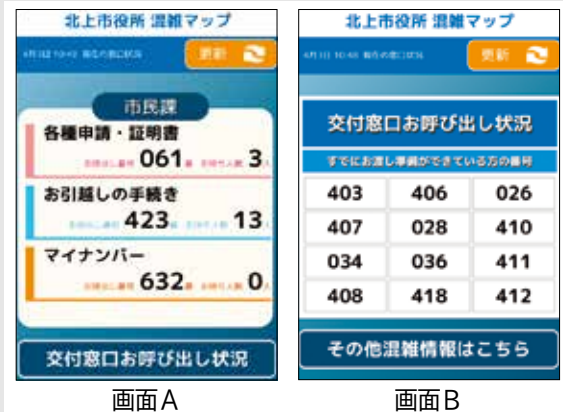 北上市役所 混雑マップ
更新
市民課
各種申請・証明書
061 3
お引越しの手続き
423 13
マイナンバー
632 0
交付窓口お呼び出し状況
画面A
北上市役所 混雑マップ
更新
交付窓口お呼び出し状況
すでにお渡し準備ができている方の番号
403 406 026
407 028 410
034 036 411
408 418 412
その他混雑情報はこちら
画面B